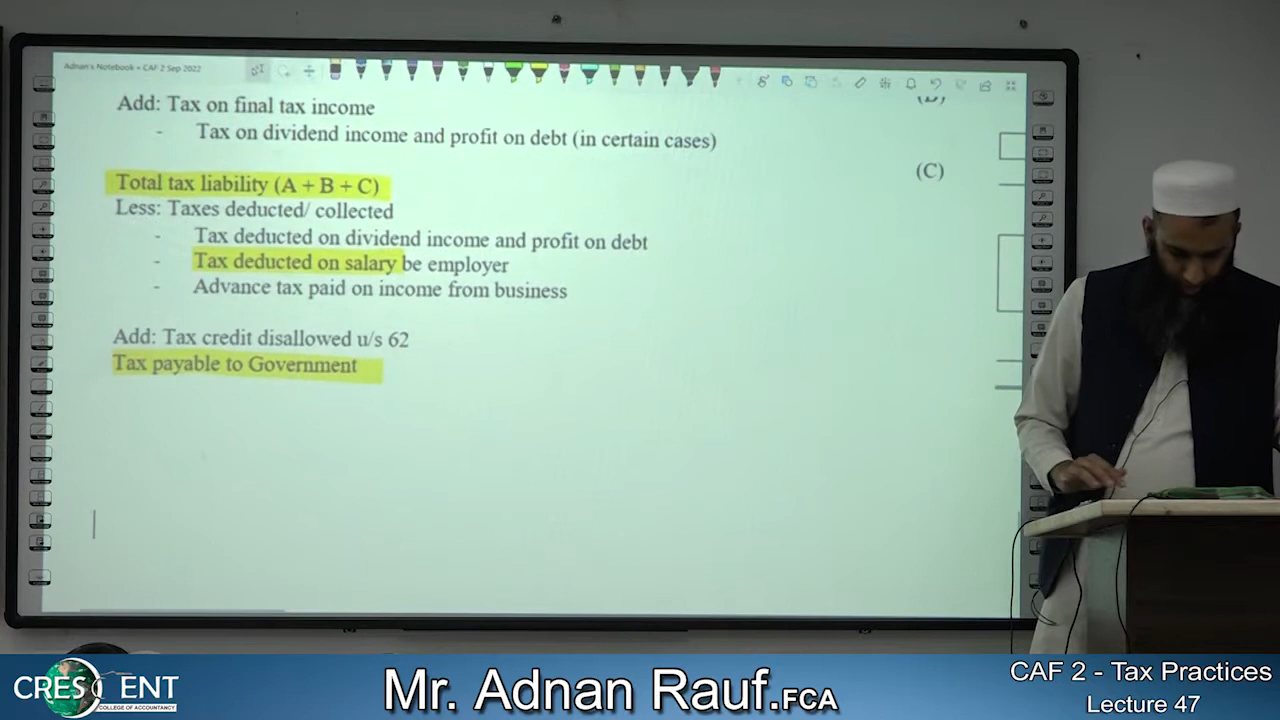 Adnan's Notebook » CAF 2 Sep 2022
Add: Tax on final tax income
- Tax on dividend income and profit on debt (in certain cases)
(C)
Total tax liability (A + B + C)
Less: Taxes deducted/ collected
- Tax deducted on dividend income and profit on debt
- Tax deducted on salary be employer
- Advance tax paid on income from business
Add: Tax credit disallowed u/s 62
Tax payable to Government
CRESCENT
COLLEGE OF ACCOUNTANCY
Mr. Adnan Rauf.FCA
CAF 2 - Tax Practices
Lecture 47